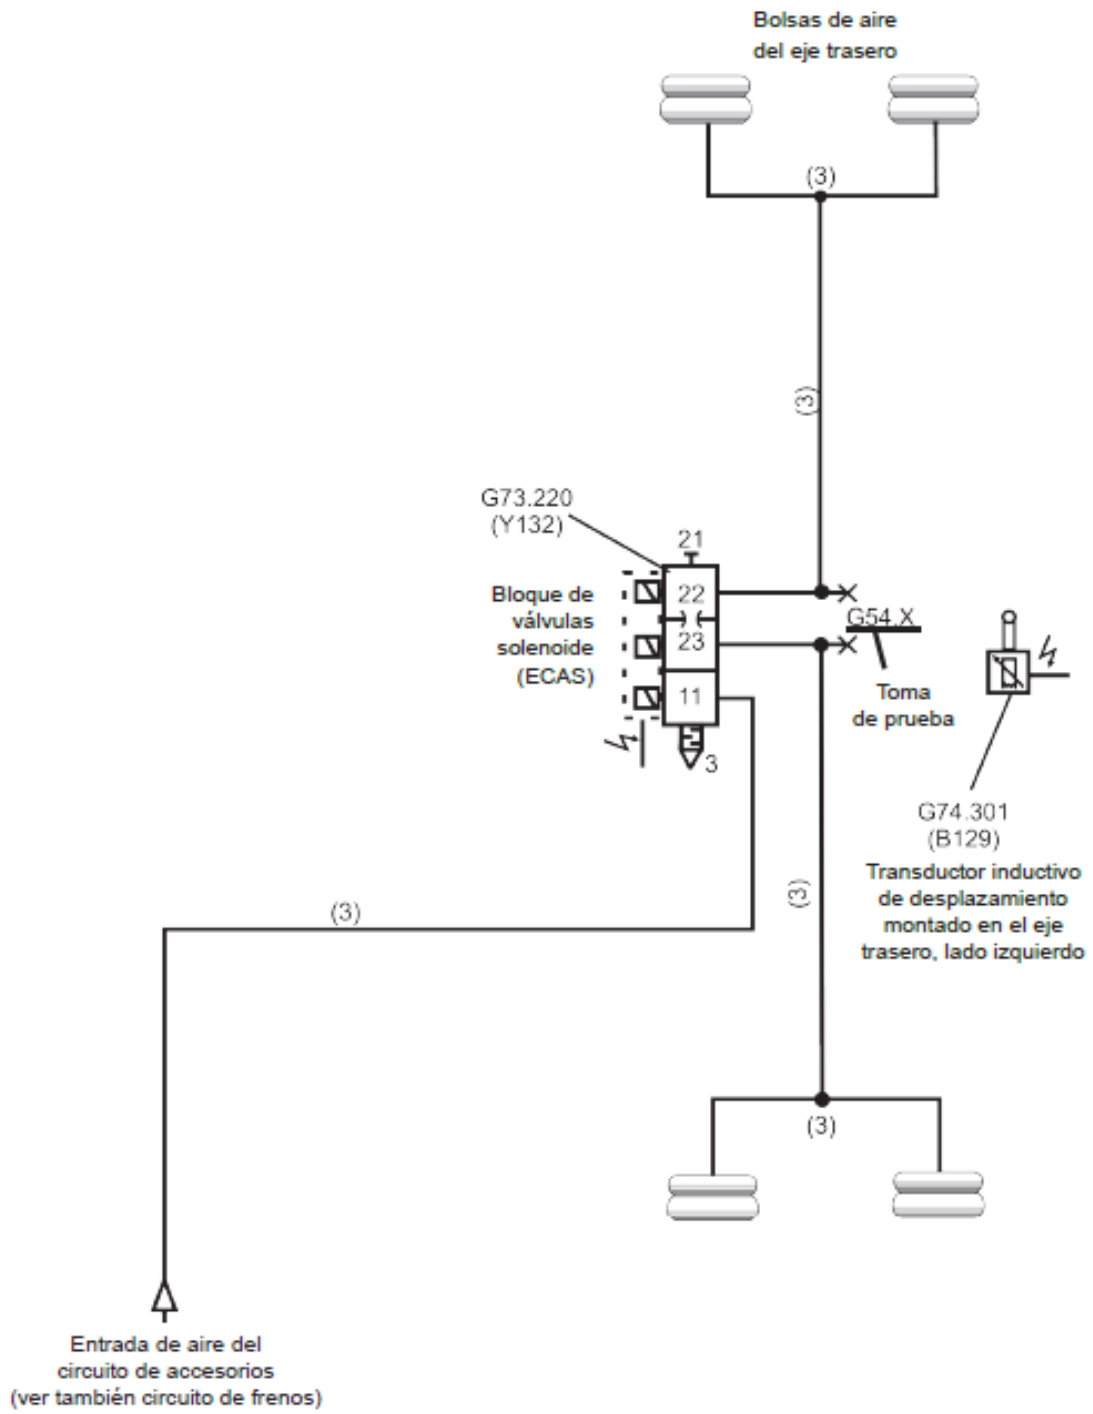 Bolsas de aire
del eje trasero
(3)
(3)
G73.220
(Y132)
21
Bloque de
válvulas
solenoide
(ECAS)
22
23
11
3
G54.X
Toma
de prueba
G74.301
(B129)
Transductor inductivo
de desplazamiento
montado en el eje
trasero, lado izquierdo
(3)
(3)
(3)
Entrada de aire del
circuito de accesorios
(ver también circuito de frenos)